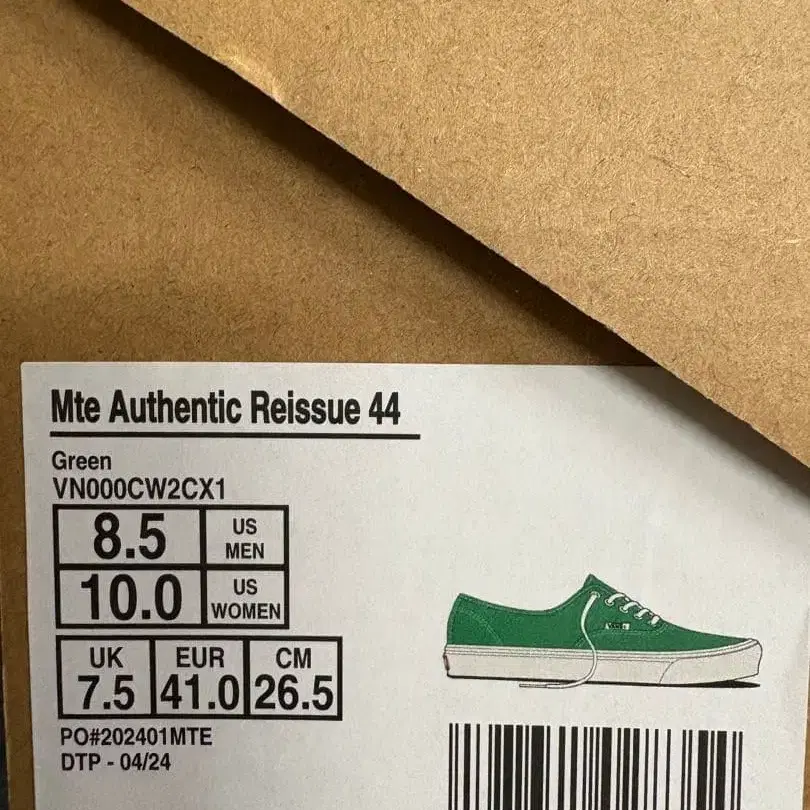 Mte Authentic Reissue 44
Green
VN000CW2CX1
8.5 US MEN
10.0 US WOMEN
UK EUR CM
7.5 41.0 26.5
PO#202401MTE
DTP - 04/24